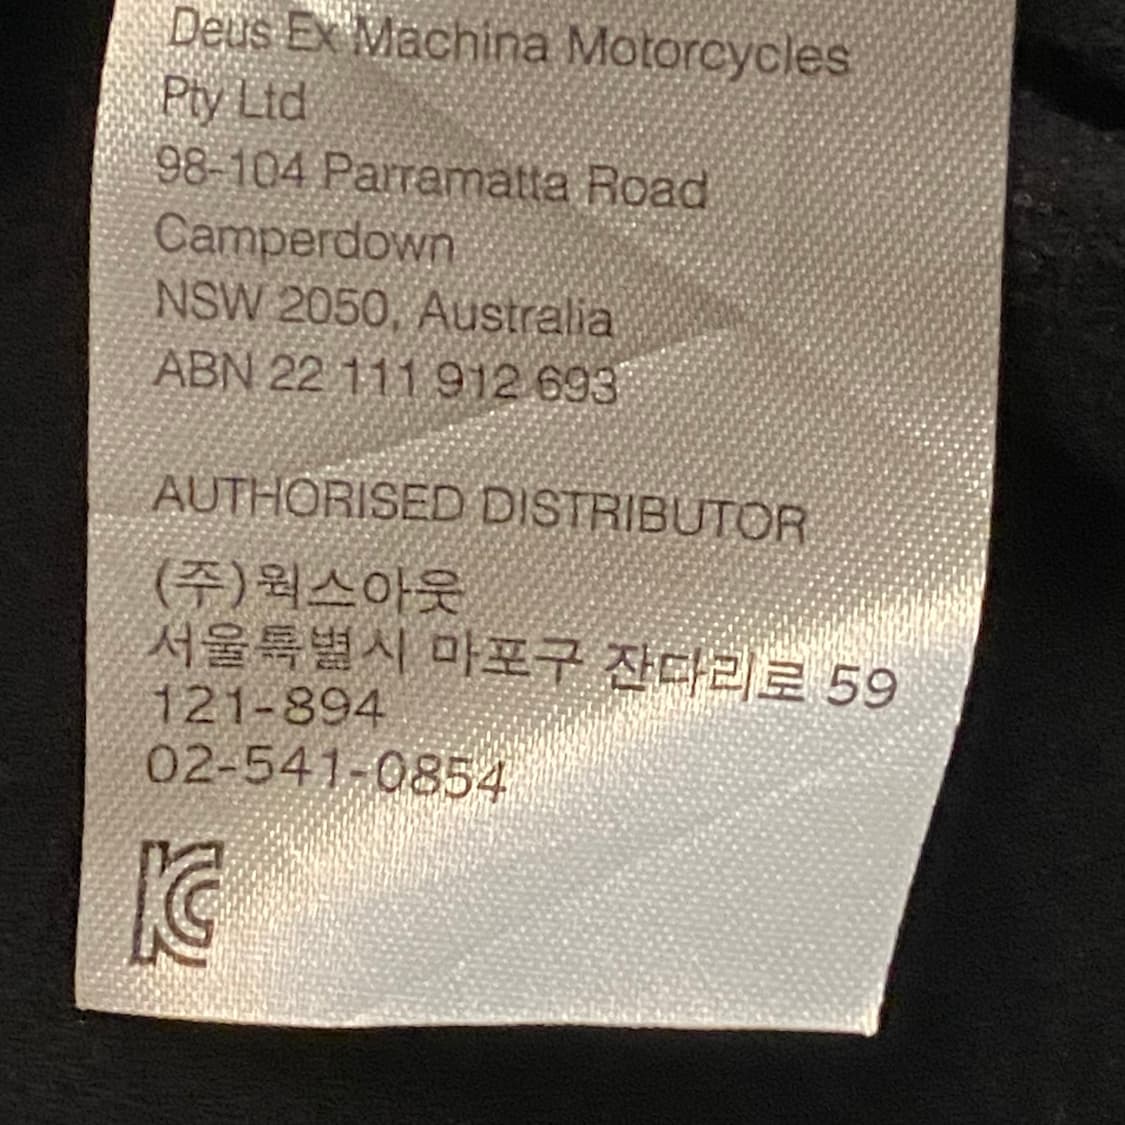 Deus Ex Machina Motorcycles
Pty Ltd
98-104 Parramatta Road
Camperdown
NSW 2050, Australia
ABN 22 111 912 693
AUTHORISED DISTRIBUTOR
(주)웍스아웃
서울특별시 마포구 잔다리로 59
121-894
02-541-0854
KC